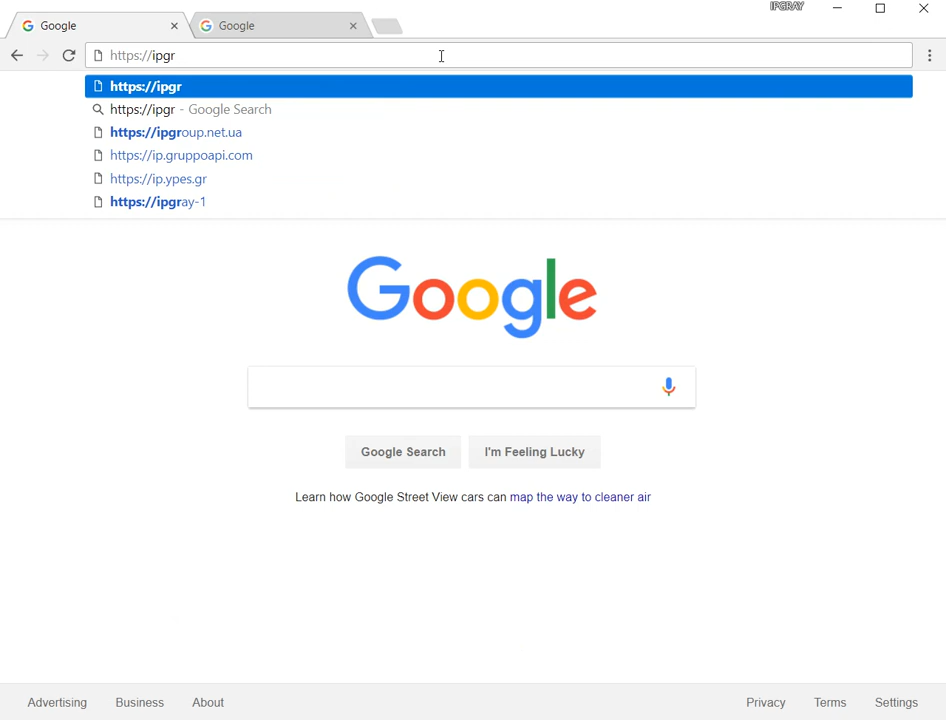 IPGRAY
Google
Google
https://ipgr
https://ipgr
https://ipgr - Google Search
https://ipgroup.net.ua
https://ip.gruppoapi.com
https://ip.ypes.gr
https://ipgray-1
Google
Google Search
I'm Feeling Lucky
Learn how Google Street View cars can map the way to cleaner air
Advertising
Business
About
Privacy
Terms
Settings